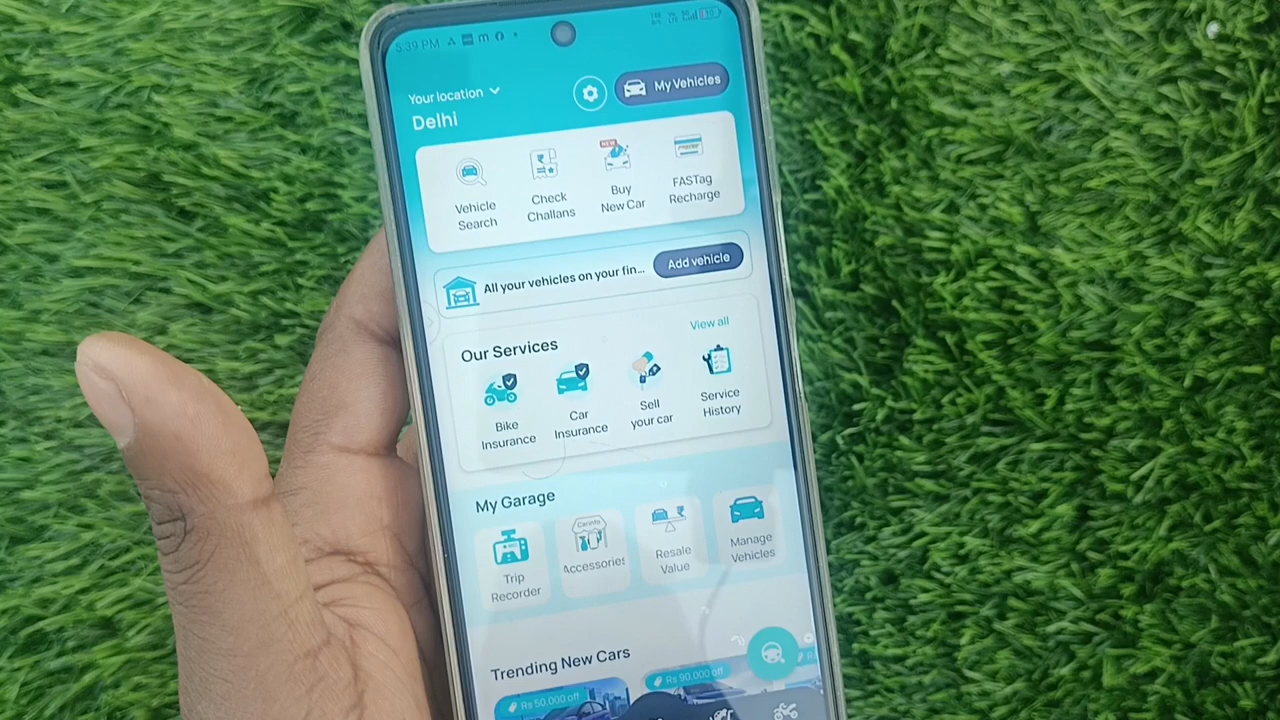 5:39 PM
Your location
Delhi
My Vehicles
Vehicle
Search
Check
Challans
NEW
Buy
New Car
FASTag
Recharge
All your vehicles on your fin...
Add vehicle
Our Services
View all
Bike
Insurance
Car
Insurance
Sell
your car
Service
History
My Garage
Trip
Recorder
CarInfo
Accessories
Resale
Value
Manage
Vehicles
Trending New Cars
Rs 50,000 off
Rs 90,000 off